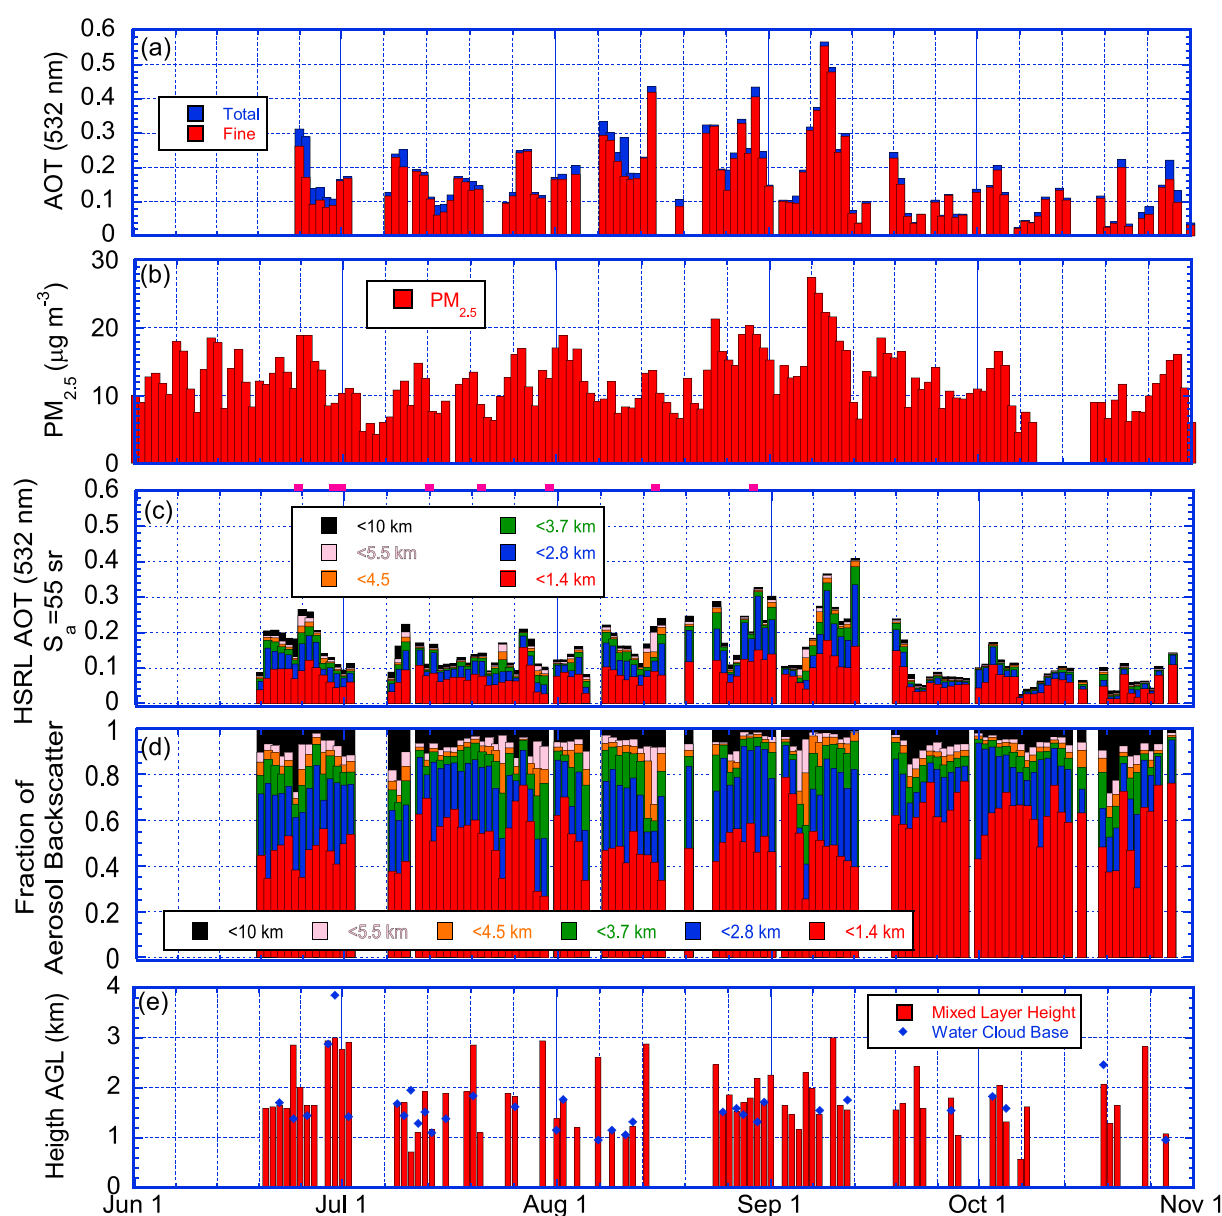 (a)
AOT (532 nm)
0.6
0.5
0.4
0.3
0.2
0.1
0
Total
Fine
(b)
PM2.5 (µg m-3)
30
20
10
0
PM2.5
(c)
HSRL AOT (532 nm)
Sa=55 sr
0.6
0.5
0.4
0.3
0.2
0.1
0
<10 km
<3.7 km
<5.5 km
<2.8 km
<4.5
<1.4 km
(d)
Fraction of
Aerosol Backscatter
1
0.8
0.6
0.4
0.2
0
<10 km
<5.5 km
<4.5 km
<3.7 km
<2.8 km
<1.4 km
(e)
Heigth AGL (km)
4
3
2
1
0
Mixed Layer Height
Water Cloud Base
Jun 1
Jul 1
Aug 1
Sep 1
Oct 1
Nov 1